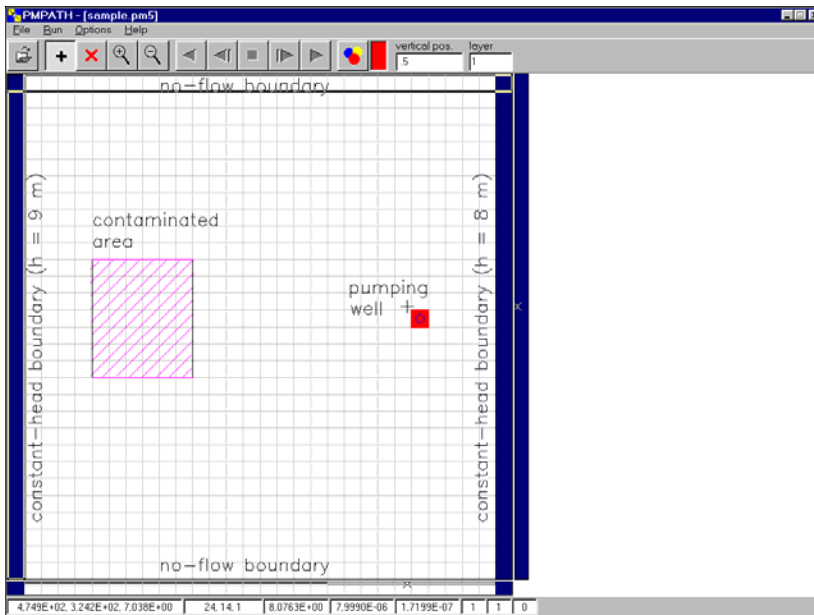 PMPATH - [sample.pm5]
File Run Options Help
vertical pos. layer
.5 1
no-flow boundary
constant-head boundary (h = 9 m)
contaminated
area
pumping
well
constant-head boundary (h = 8 m)
no-flow boundary
4.749E+02, 3.242E+02, 7.038E+00 24, 14, 1 8.0763E+00 7.9990E-06 1.7199E-07 1 1 0